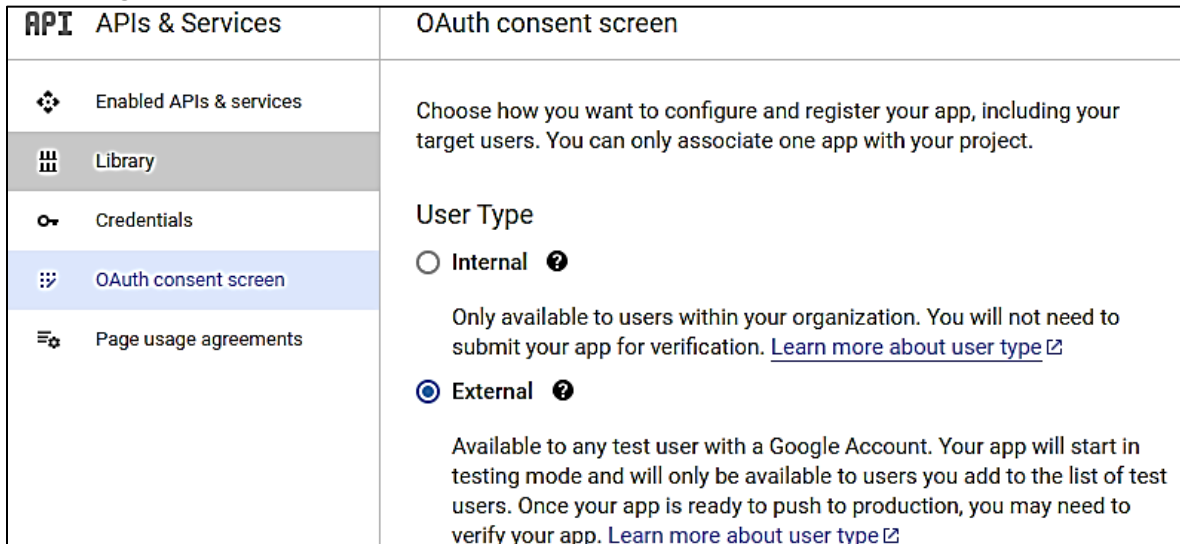 API APIs & Services
OAuth consent screen
Enabled APIs & services
Library
Credentials
OAuth consent screen
Page usage agreements
Choose how you want to configure and register your app, including your
target users. You can only associate one app with your project.
User Type
Internal
Only available to users within your organization. You will not need to
submit your app for verification. Learn more about user type
External
Available to any test user with a Google Account. Your app will start in
testing mode and will only be available to users you add to the list of test
users. Once your app is ready to push to production, you may need to
verify your app. Learn more about user type